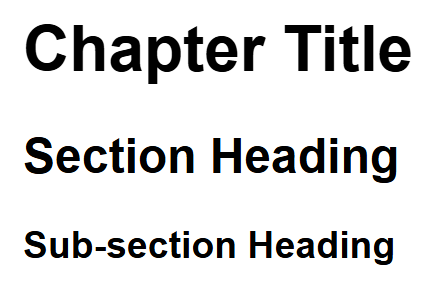 Chapter Title
Section Heading
Sub-section Heading